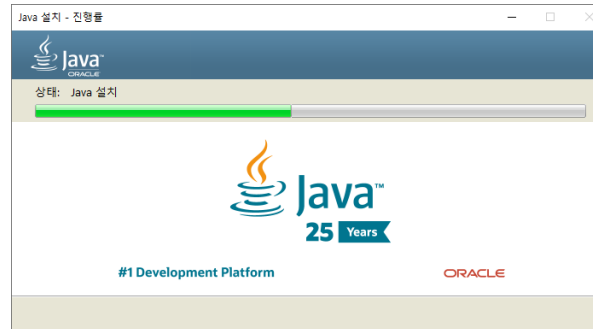 Java 설치 - 진행률
Java™
ORACLE
상태: Java 설치
Java™
25 Years
#1 Development Platform
ORACLE